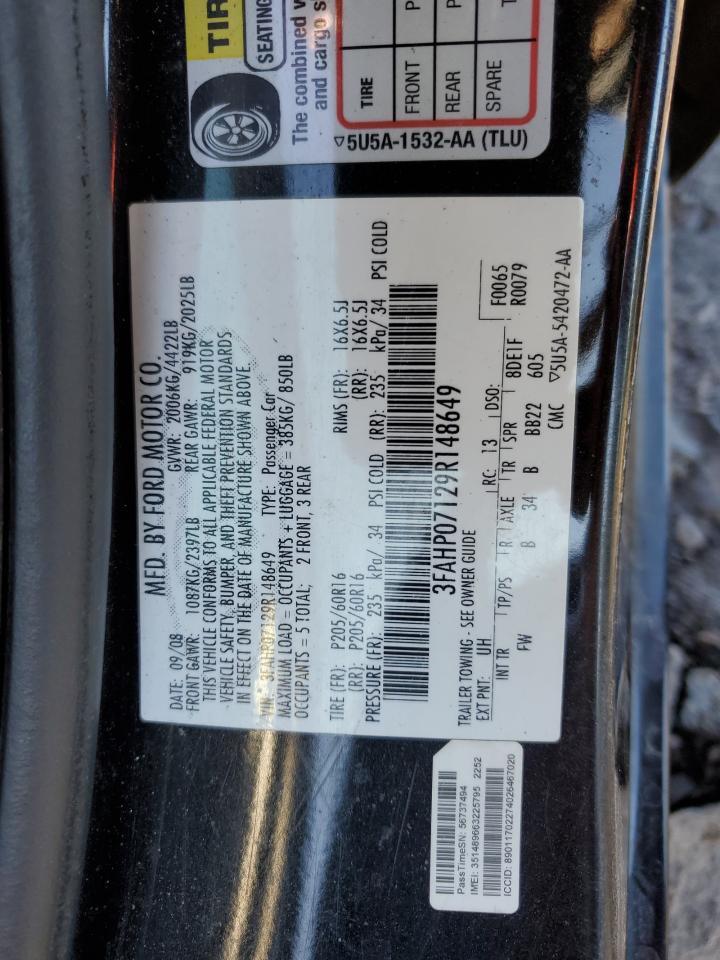 TIR
SEATING
The combined w
and cargo s
TIRE
FRONT P
REAR P
SPARE T
▽5U5A-1532-AA (TLU)
MFD. BY FORD MOTOR CO.
DATE: 09/08 GVWR: 2006KG/4422LB
FRONT GAWR: 1087KG/2397LB REAR GAWR: 919KG/2025LB
THIS VEHICLE CONFORMS TO ALL APPLICABLE FEDERAL MOTOR
VEHICLE SAFETY, BUMPER, AND THEFT PREVENTION STANDARDS
IN EFFECT ON THE DATE OF MANUFACTURE SHOWN ABOVE.
VIN: 3FAHP07129R148649 TYPE: Passenger Car
MAXIMUM LOAD = OCCUPANTS + LUGGAGE = 385KG/ 850LB
OCCUPANTS = 5 TOTAL: 2 FRONT, 3 REAR
TIRE (FR): P205/60R16 RIMS (FR): 16X6.5J
(RR): P205/60R16 (RR): 16X6.5J
PRESSURE (FR): 235 kPa/ 34 PSI COLD (RR): 235 kPa/ 34 PSI COLD
3FAHP07129R148649
TRAILER TOWING - SEE OWNER GUIDE
EXT PNT: UH RC: 13 DSO: F0065
R0079
INT TR TP/PS R AXLE TR SPR 8DE1F
FW B 34 B BB22 605
CMC ▽5U5A-5420472-AA
PassTimeSN: 56737494
IMEI: 351489663225795 2252
ICCID: 89011702274026467020